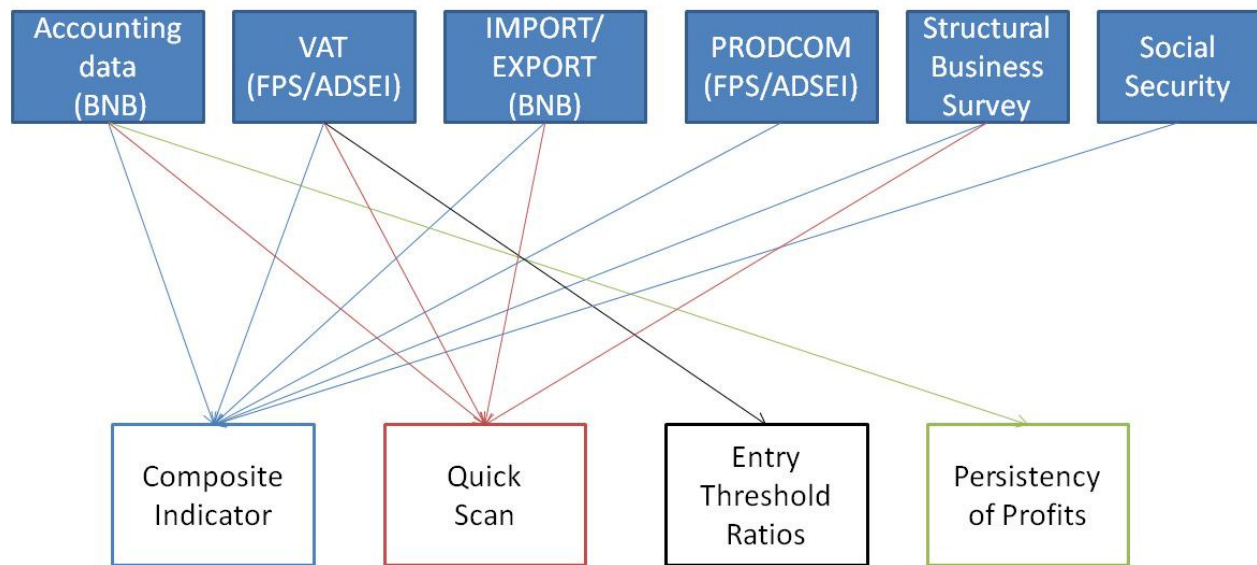 Accounting
data
(BNB)
VAT
(FPS/ADSEI)
IMPORT/
EXPORT
(BNB)
PRODCOM
(FPS/ADSEI)
Structural
Business
Survey
Social
Security
Composite
Indicator
Quick
Scan
Entry
Threshold
Ratios
Persistency
of Profits